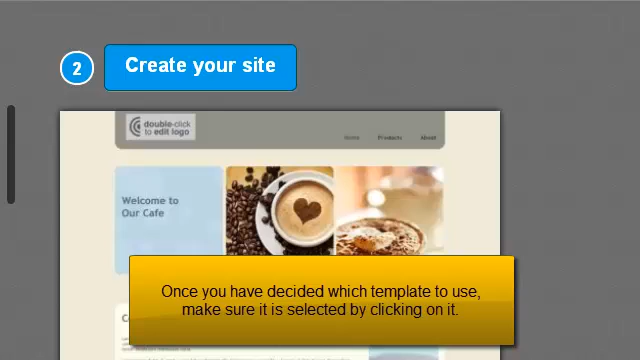 2
Create your site
double-click
to edit logo
Home Products About
Welcome to
Our Cafe
Once you have decided which template to use,
make sure it is selected by clicking on it.